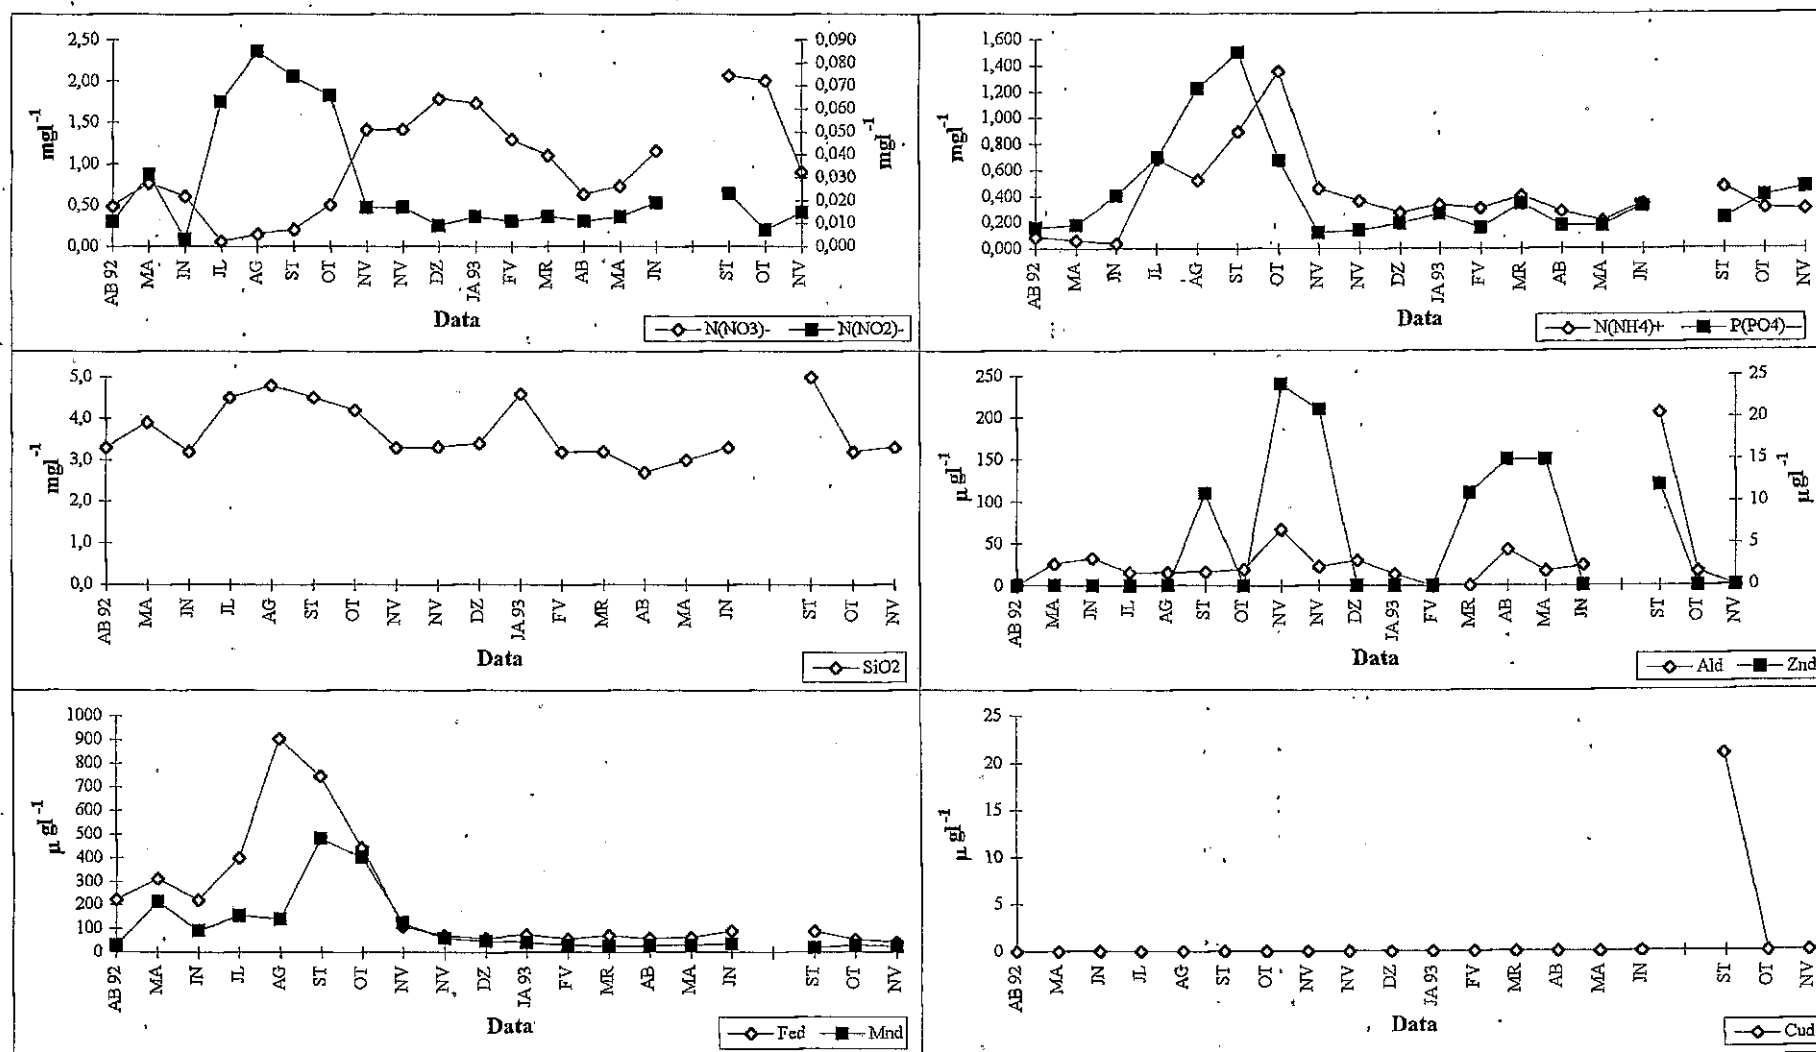 2,50
2,00
1,50
1,00
0,50
0,00
mgl-1
0,090
0,080
0,070
0,060
0,050
0,040
0,030
0,020
0,010
0,000
mgl-1
AB 92 MA JN JL AG ST OT NV NV DZ JA 93 FV MR AB MA JN ST OT NV
Data
N(NO3)- N(NO2)-
1,600
1,400
1,200
1,000
0,800
0,600
0,400
0,200
0,000
mgl-1
AB 92 MA JN JL AG ST OT NV NV DZ JA 93 FV MR AB MA JN ST OT NV
Data
N(NH4)+ P(PO4)---
5,0
4,0
3,0
2,0
1,0
0,0
mgl-1
AB 92 MA JN JL AG ST OT NV NV DZ JA 93 FV MR AB MA JN ST OT NV
Data
SiO2
250
200
150
100
50
0
µ gl-1
25
20
15
10
5
0
µ gl-1
AB 92 MA JN JL AG ST OT NV NV DZ JA 93 FV MR AB MA JN ST OT NV
Data
Ald Znd
1000
900
800
700
600
500
400
300
200
100
0
µ gl-1
AB 92 MA JN JL AG ST OT NV NV DZ JA 93 FV MR AB MA JN ST OT NV
Data
Fed Mnd
25
20
15
10
5
0
µ gl-1
AB 92 MA JN JL AG ST OT NV NV DZ JA 93 FV MR AB MA JN ST OT NV
Data
Cud